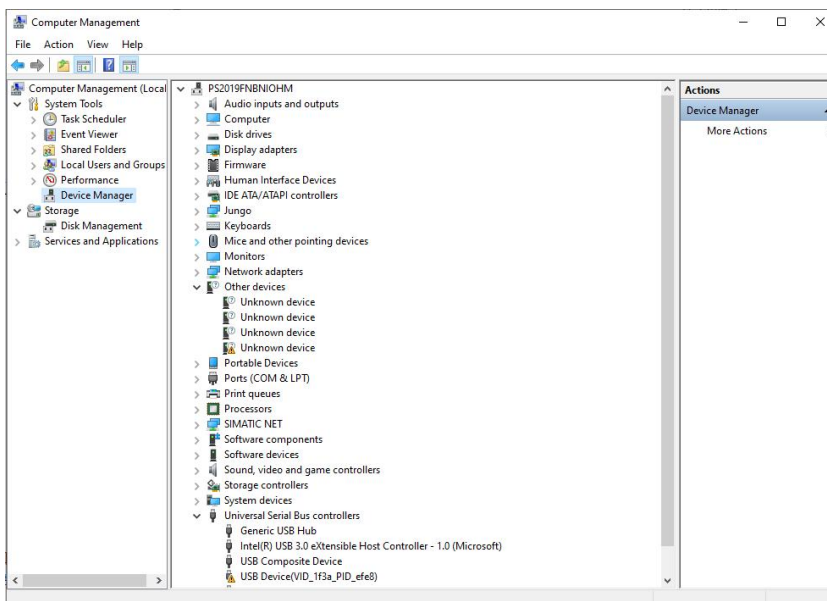 Computer Management
File Action View Help
Computer Management (Local
System Tools
Task Scheduler
Event Viewer
Shared Folders
Local Users and Groups
Performance
Device Manager
Storage
Disk Management
Services and Applications
PS2019FNBNIOHM
Audio inputs and outputs
Computer
Disk drives
Display adapters
Firmware
Human Interface Devices
IDE ATA/ATAPI controllers
Jungo
Keyboards
Mice and other pointing devices
Monitors
Network adapters
Other devices
Unknown device
Unknown device
Unknown device
Unknown device
Portable Devices
Ports (COM & LPT)
Print queues
Processors
SIMATIC NET
Software components
Software devices
Sound, video and game controllers
Storage controllers
System devices
Universal Serial Bus controllers
Generic USB Hub
Intel(R) USB 3.0 eXtensible Host Controller - 1.0 (Microsoft)
USB Composite Device
USB Device(VID_1f3a_PID_efe8)
Actions
Device Manager
More Actions